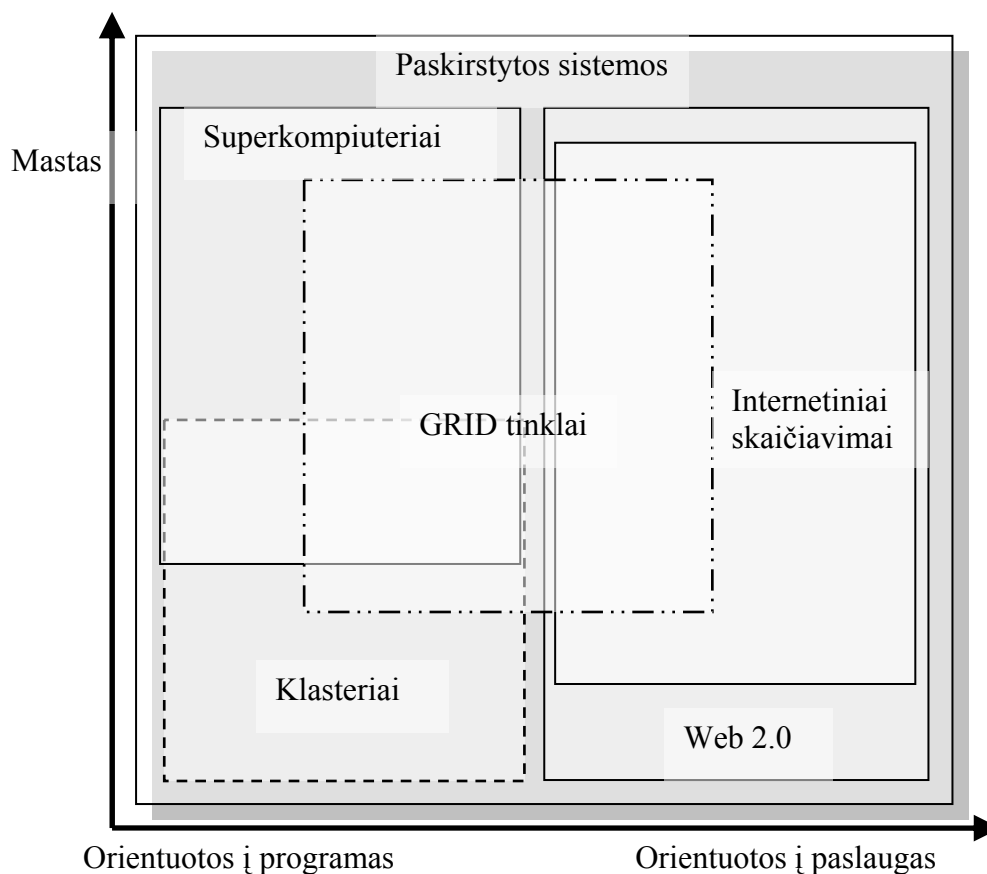 Paskirstytos sistemos
Superkompiuteriai
Mastas
GRID tinklai
Internetiniai
skaičiavimai
Klasteriai
Web 2.0
Orientuotos į programas
Orientuotos į paslaugas